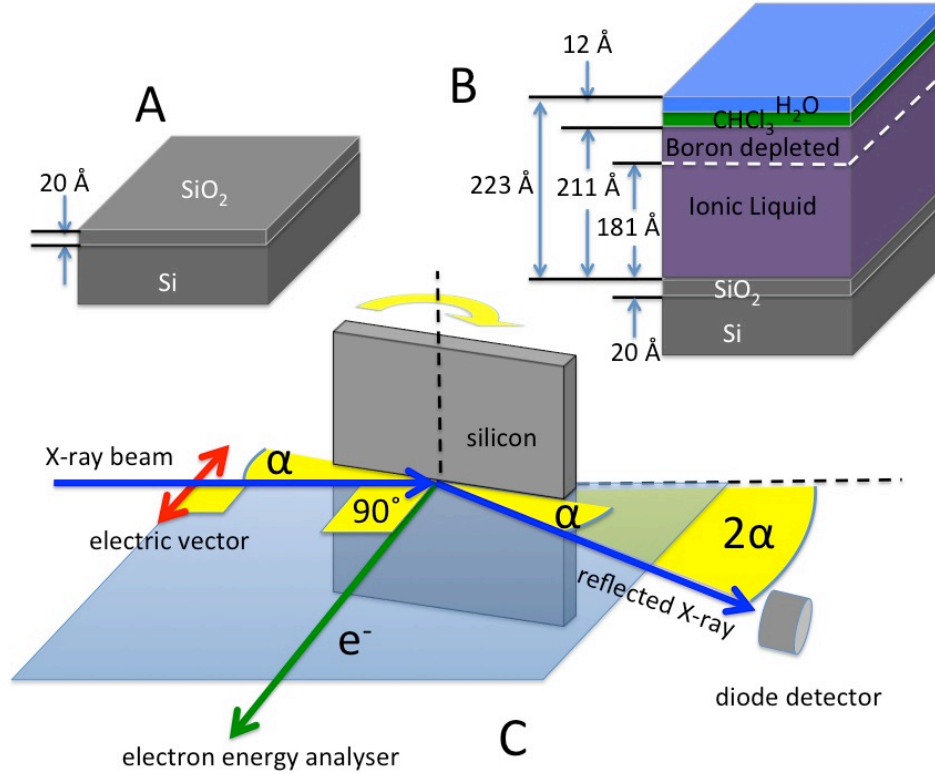 A
20 Å
SiO2
Si
B
12 Å
H2O
CHCl3
Boron depleted
223 Å
211 Å
181 Å
Ionic Liquid
SiO2
Si
20 Å
silicon
X-ray beam
α
electric vector
90˚
α
2α
reflected X-ray
e-
diode detector
C
electron energy analyser